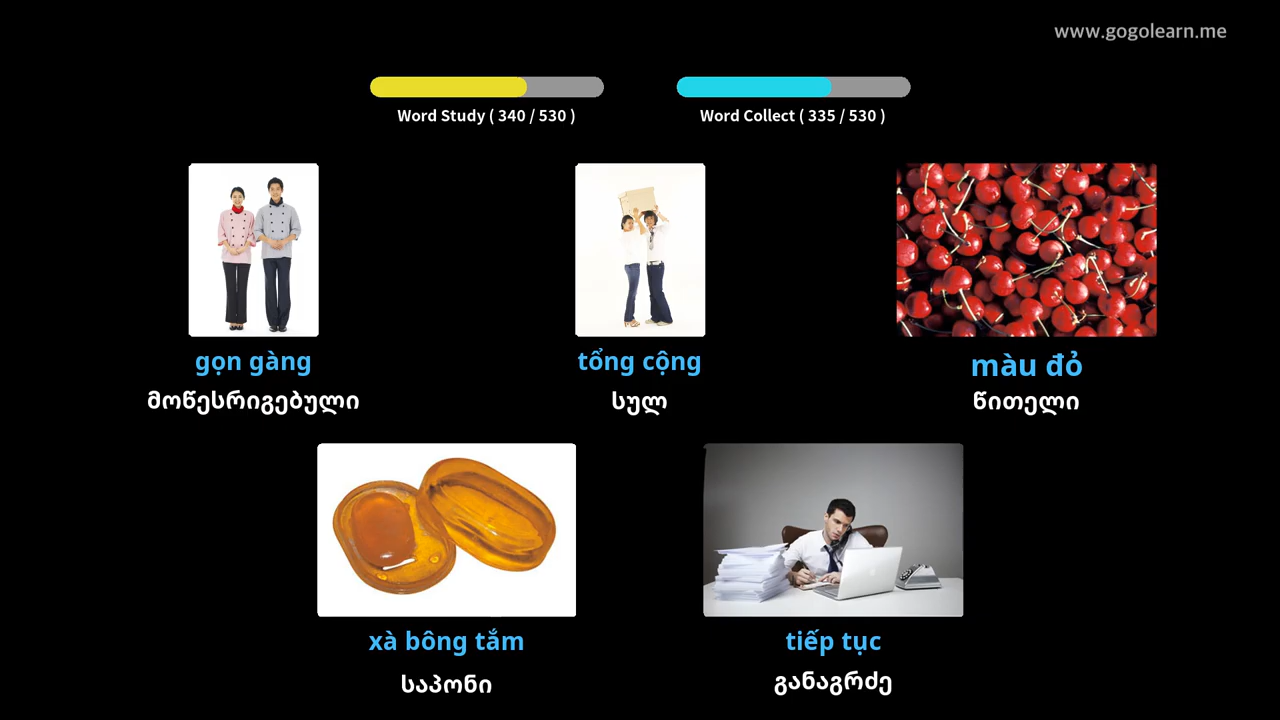 www.gogolearn.me
Word Study ( 340 / 530 )
Word Collect ( 335 / 530 )
gọn gàng
tổng cộng
màu đỏ
მოწესრიგებული
სულ
წითელი
xà bông tắm
tiếp tục
საპონი
განაგრძე